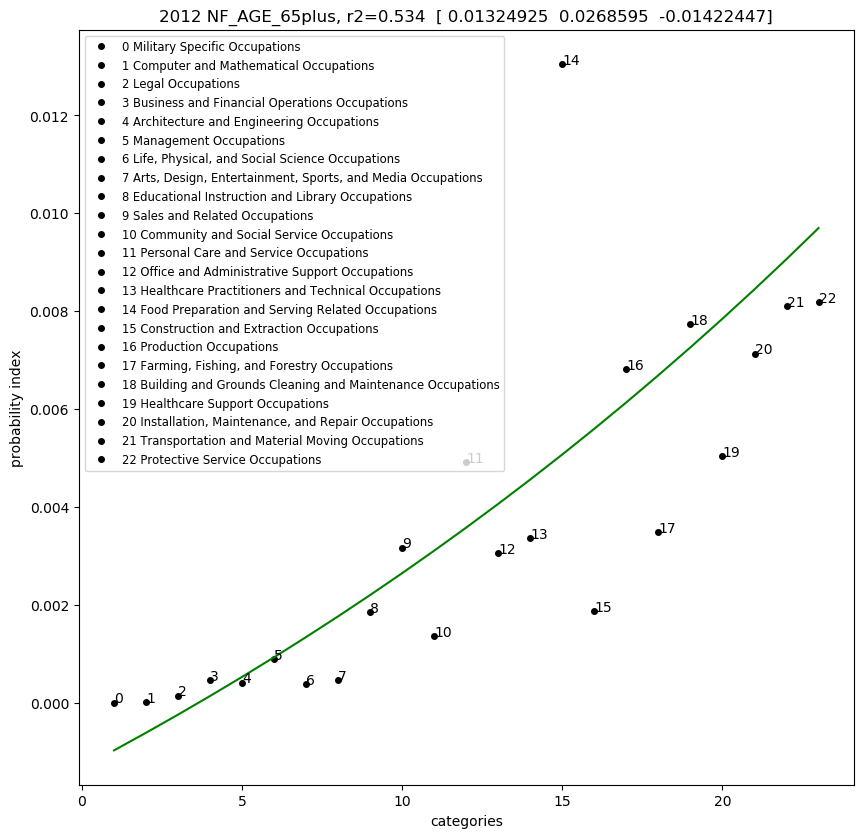 2012 NF_AGE_65plus, r2=0.534 [ 0.01324925 0.0268595 -0.01422447]
0 Military Specific Occupations
1 Computer and Mathematical Occupations
2 Legal Occupations
3 Business and Financial Operations Occupations
4 Architecture and Engineering Occupations
5 Management Occupations
6 Life, Physical, and Social Science Occupations
7 Arts, Design, Entertainment, Sports, and Media Occupations
8 Educational Instruction and Library Occupations
9 Sales and Related Occupations
10 Community and Social Service Occupations
11 Personal Care and Service Occupations
12 Office and Administrative Support Occupations
13 Healthcare Practitioners and Technical Occupations
14 Food Preparation and Serving Related Occupations
15 Construction and Extraction Occupations
16 Production Occupations
17 Farming, Fishing, and Forestry Occupations
18 Building and Grounds Cleaning and Maintenance Occupations
19 Healthcare Support Occupations
20 Installation, Maintenance, and Repair Occupations
21 Transportation and Material Moving Occupations
22 Protective Service Occupations
probability index
0.012
0.010
0.008
0.006
0.004
0.002
0.000
0
1
2
3
4
5
6
7
8
9
10
11
12
13
14
15
16
17
18
19
20
21
22
0
5
10
15
20
categories